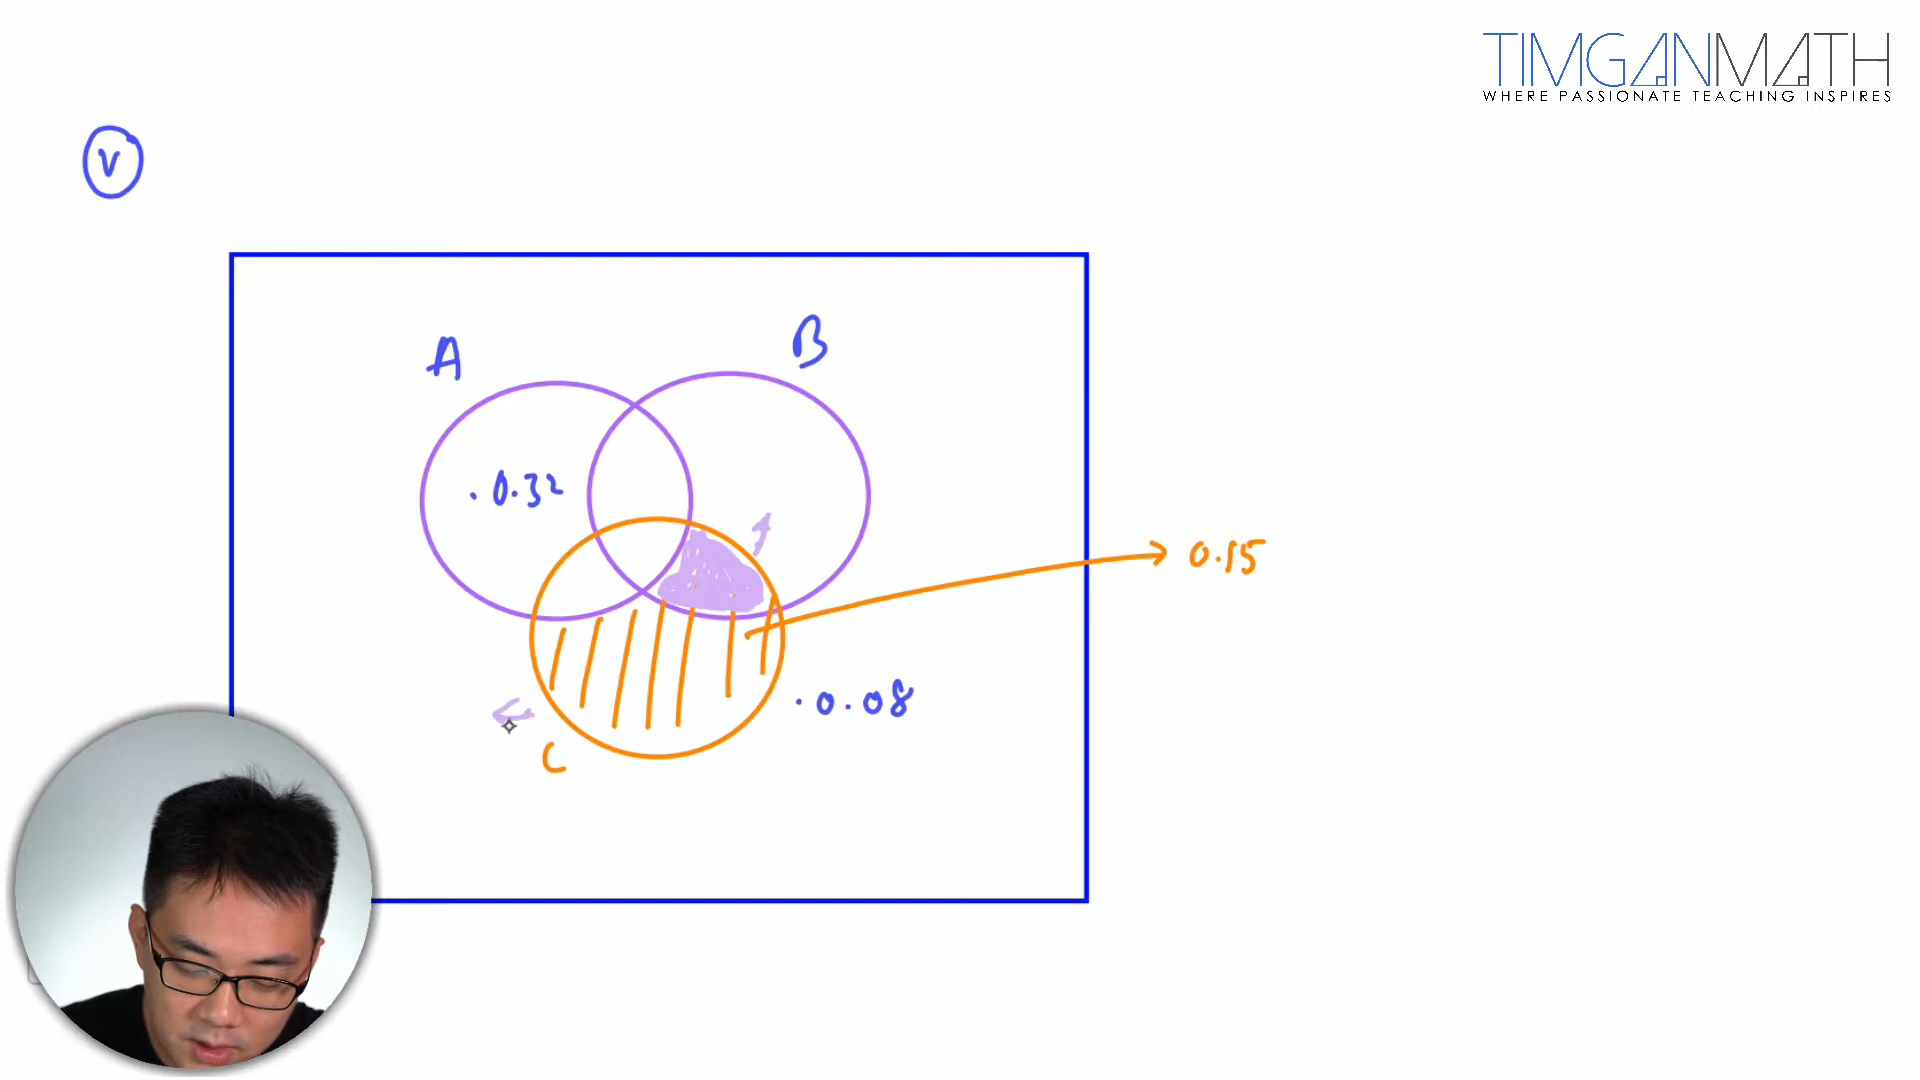 TIMGANMATH
WHERE PASSIONATE TEACHING INSPIRES
V
A
B
0.32
0.15
0.08
C